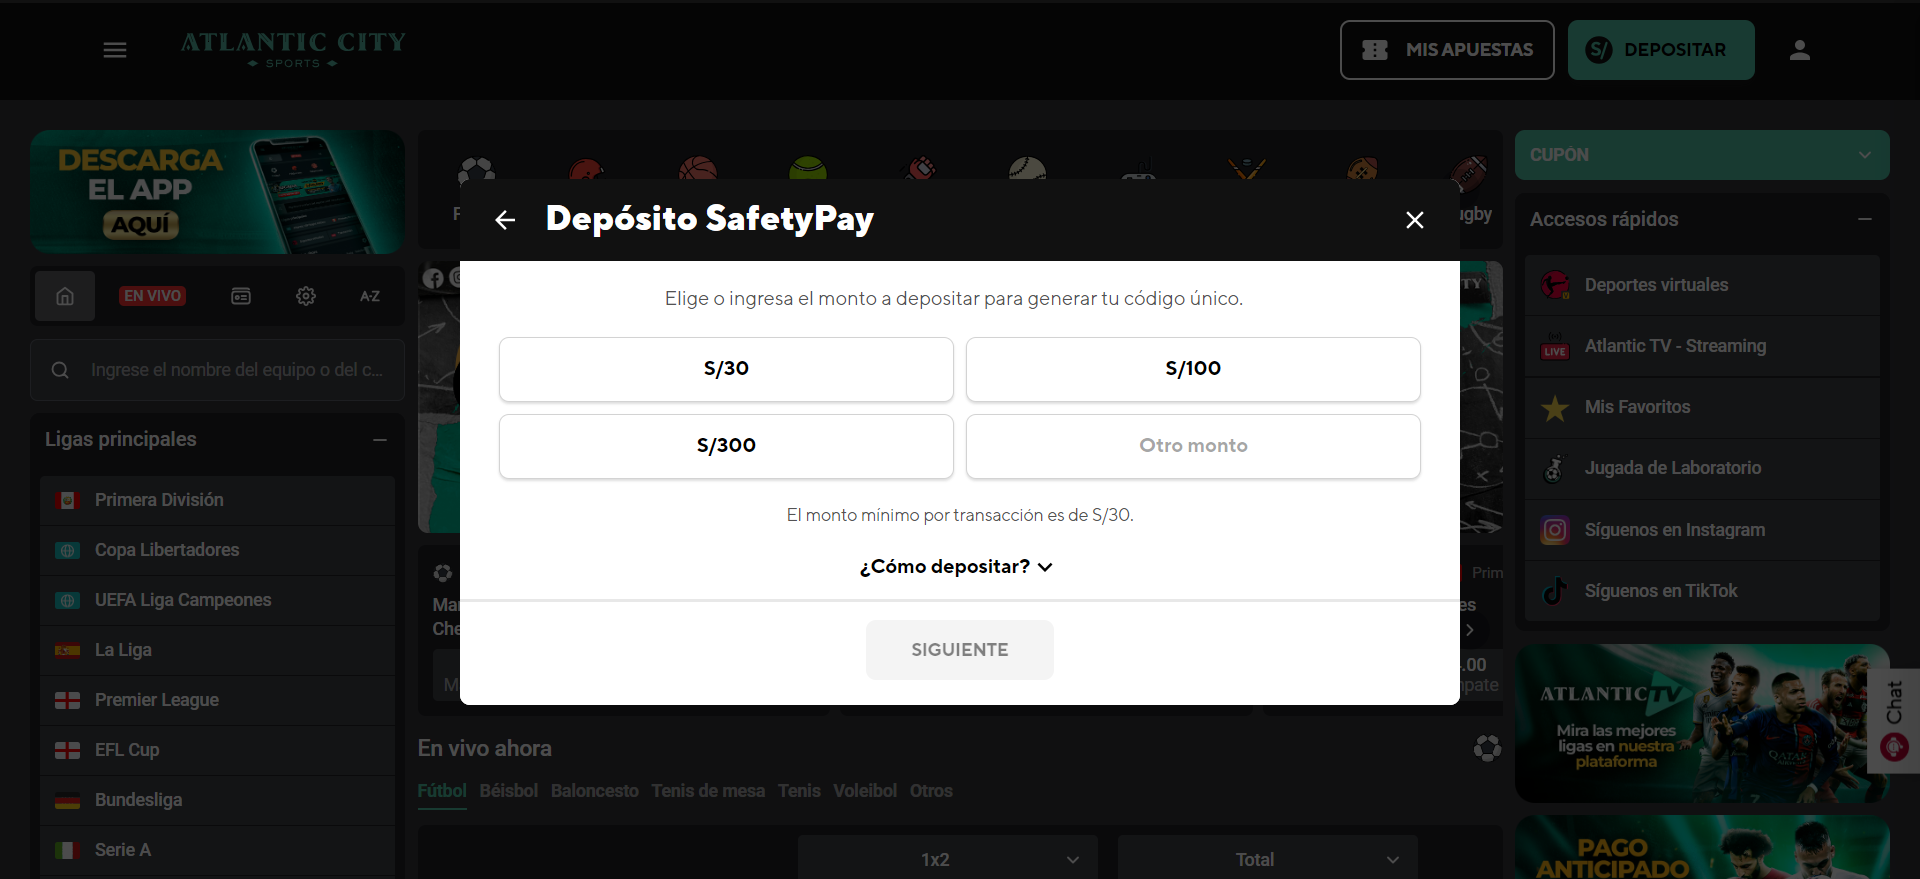 ATLANTIC CITY
SPORTS
MIS APUESTAS
S/ DEPOSITAR
DESCARGA
EL APP
AQUÍ
EN VIVO
A-Z
Ingrese el nombre del equipo o del c...
Ligas principales
Primera División
Copa Libertadores
UEFA Liga Campeones
La Liga
Premier League
EFL Cup
Bundesliga
Serie A
Depósito SafetyPay
Elige o ingresa el monto a depositar para generar tu código único.
S/30
S/100
S/300
Otro monto
El monto mínimo por transacción es de S/30.
¿Cómo depositar?
SIGUIENTE
En vivo ahora
Fútbol Béisbol Baloncesto Tenis de mesa Tenis Voleibol Otros
1x2
Total
CUPÓN
Accesos rápidos
Deportes virtuales
LIVE
Atlantic TV - Streaming
Mis Favoritos
Jugada de Laboratorio
Síguenos en Instagram
Síguenos en TikTok
ATLANTIC TV
Mira las mejores
ligas en nuestra
plataforma
Chat
PAGO
ANTICIPADO